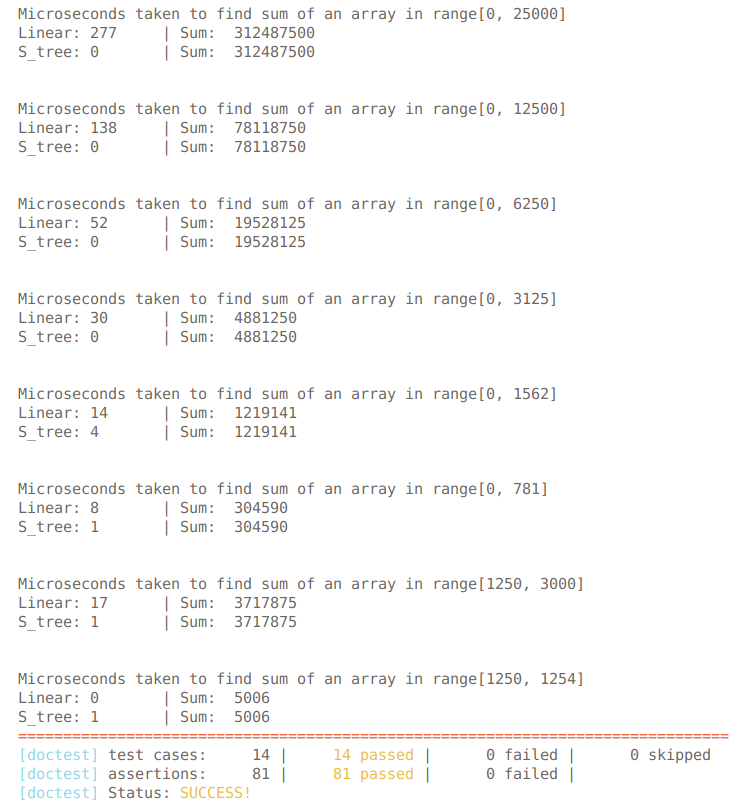 Microseconds taken to find sum of an array in range[0, 25000]
Linear: 277     | Sum:  312487500
S_tree: 0       | Sum:  312487500
Microseconds taken to find sum of an array in range[0, 12500]
Linear: 138     | Sum:  78118750
S_tree: 0       | Sum:  78118750
Microseconds taken to find sum of an array in range[0, 6250]
Linear: 52      | Sum:  19528125
S_tree: 0       | Sum:  19528125
Microseconds taken to find sum of an array in range[0, 3125]
Linear: 30      | Sum:  4881250
S_tree: 0       | Sum:  4881250
Microseconds taken to find sum of an array in range[0, 1562]
Linear: 14      | Sum:  1219141
S_tree: 4       | Sum:  1219141
Microseconds taken to find sum of an array in range[0, 781]
Linear: 8       | Sum:  304590
S_tree: 1       | Sum:  304590
Microseconds taken to find sum of an array in range[1250, 3000]
Linear: 17      | Sum:  3717875
S_tree: 1       | Sum:  3717875
Microseconds taken to find sum of an array in range[1250, 1254]
Linear: 0       | Sum:  5006
S_tree: 1       | Sum:  5006
===============================================================================
[doctest] test cases:     14 |     14 passed |      0 failed |      0 skipped
[doctest] assertions:     81 |     81 passed |      0 failed |
[doctest] Status: SUCCESS!